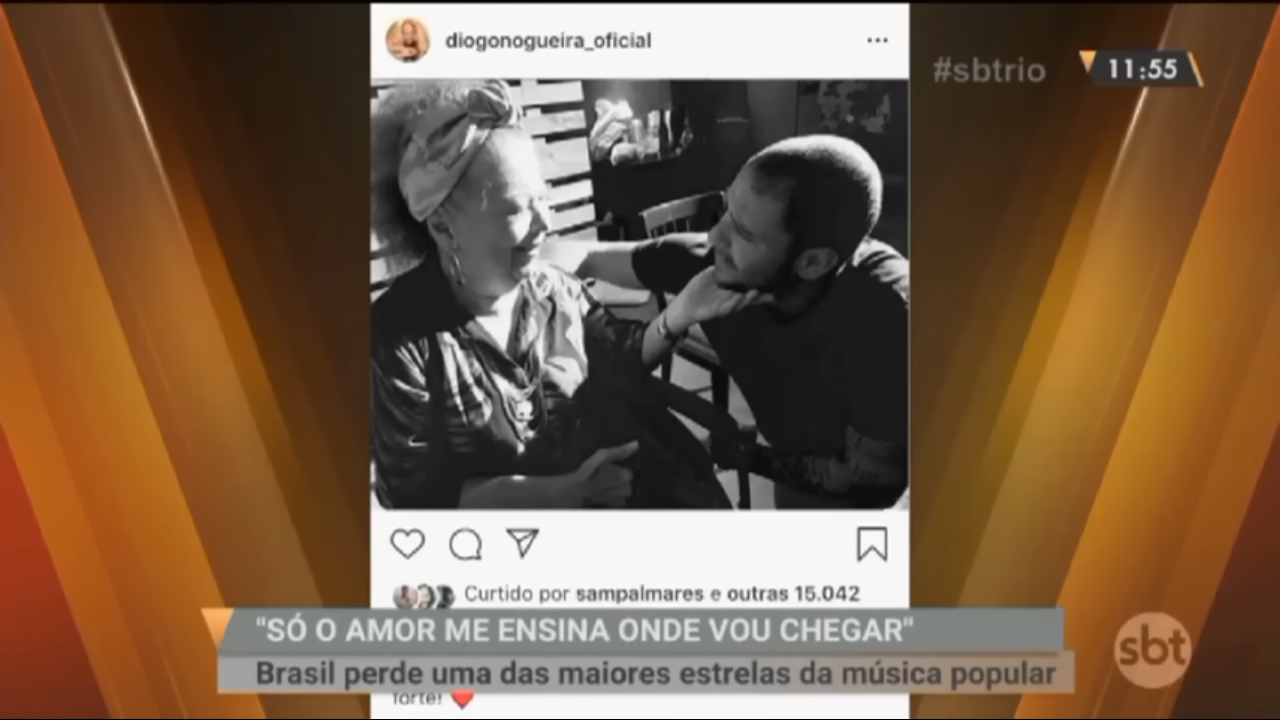 diogonogueira_oficial
#sbtrio
11:55
Curtido por sampalmares e outras 15.042
"SÓ O AMOR ME ENSINA ONDE VOU CHEGAR"
Brasil perde uma das maiores estrelas da música popular
sbt
forte! ❤️